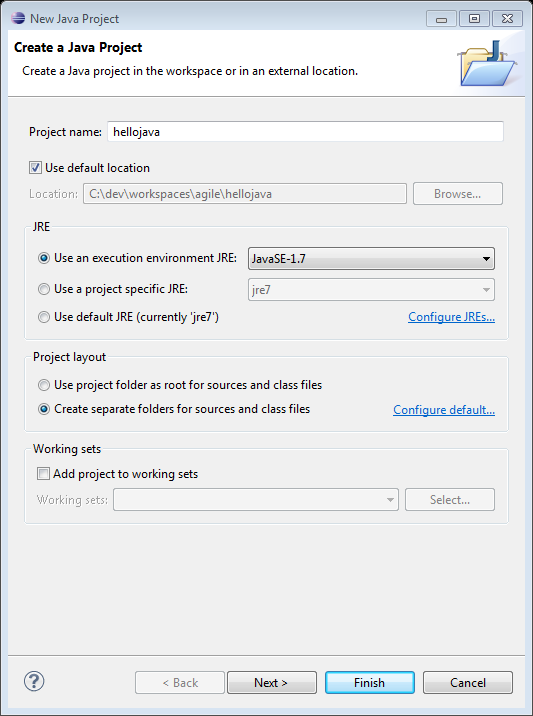 New Java Project
Create a Java Project
Create a Java project in the workspace or in an external location.
Project name: hellojava
Use default location
Location: C:\dev\workspaces\agile\hellojava Browse...
JRE
Use an execution environment JRE: JavaSE-1.7
Use a project specific JRE: jre7
Use default JRE (currently 'jre7') Configure JREs...
Project layout
Use project folder as root for sources and class files
Create separate folders for sources and class files Configure default...
Working sets
Add project to working sets
Working sets: Select...
? < Back Next > Finish Cancel